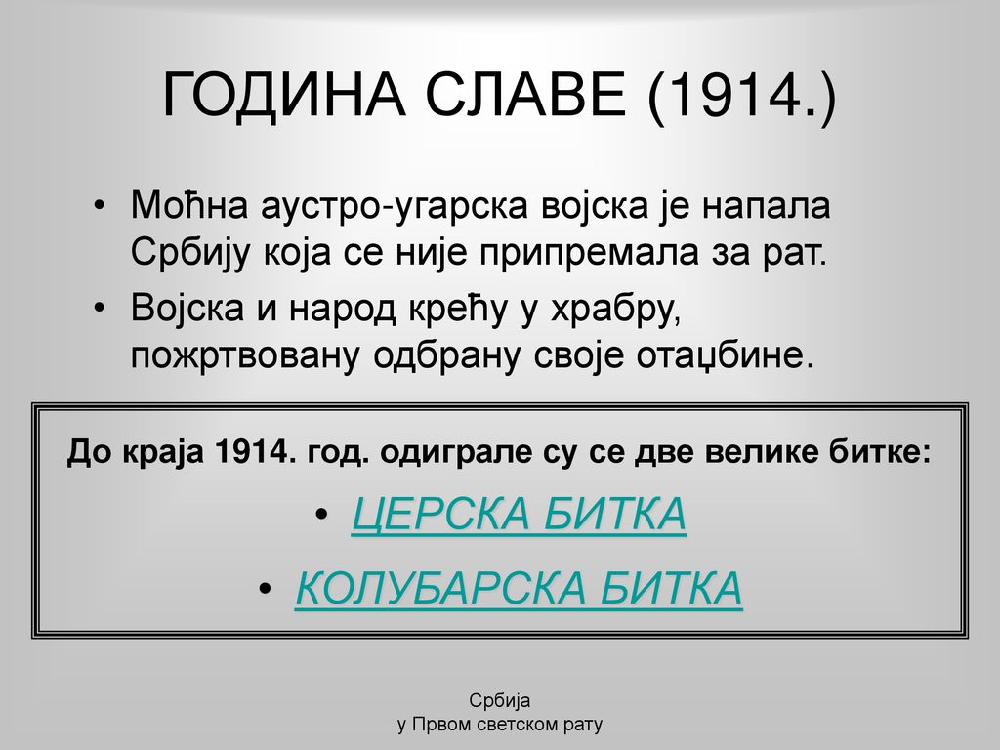 ГОДИНА СЛАВЕ (1914.)
• Моћна аустро-угарска војска је напала
Србију која се није припремала за рат.
• Војска и народ крећу у храбру,
пожртвовану одбрану своје отаџбине.
До краја 1914. год. одиграле су се две велике битке:
• ЦЕРСКА БИТКА
• КОЛУБАРСКА БИТКА
Србија
у Првом светском рату